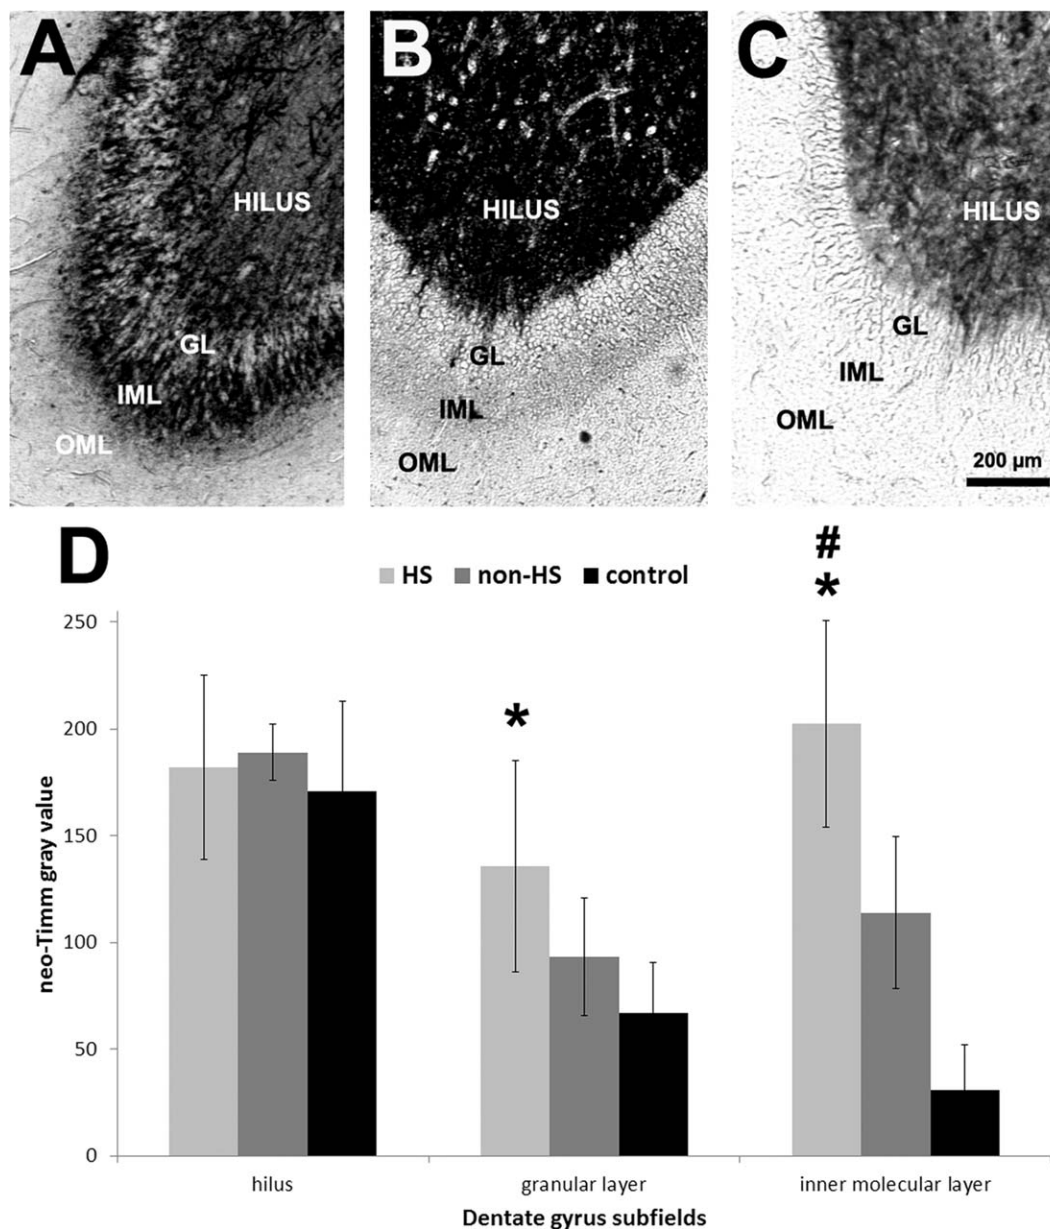 A
B
C
HILUS
HILUS
HILUS
GL
GL
GL
IML
IML
IML
OML
OML
OML
200 µm
D
HS non-HS control
#
*
*
250
200
150
100
50
0
neo-Timm gray value
hilus granular layer inner molecular layer
Dentate gyrus subfields